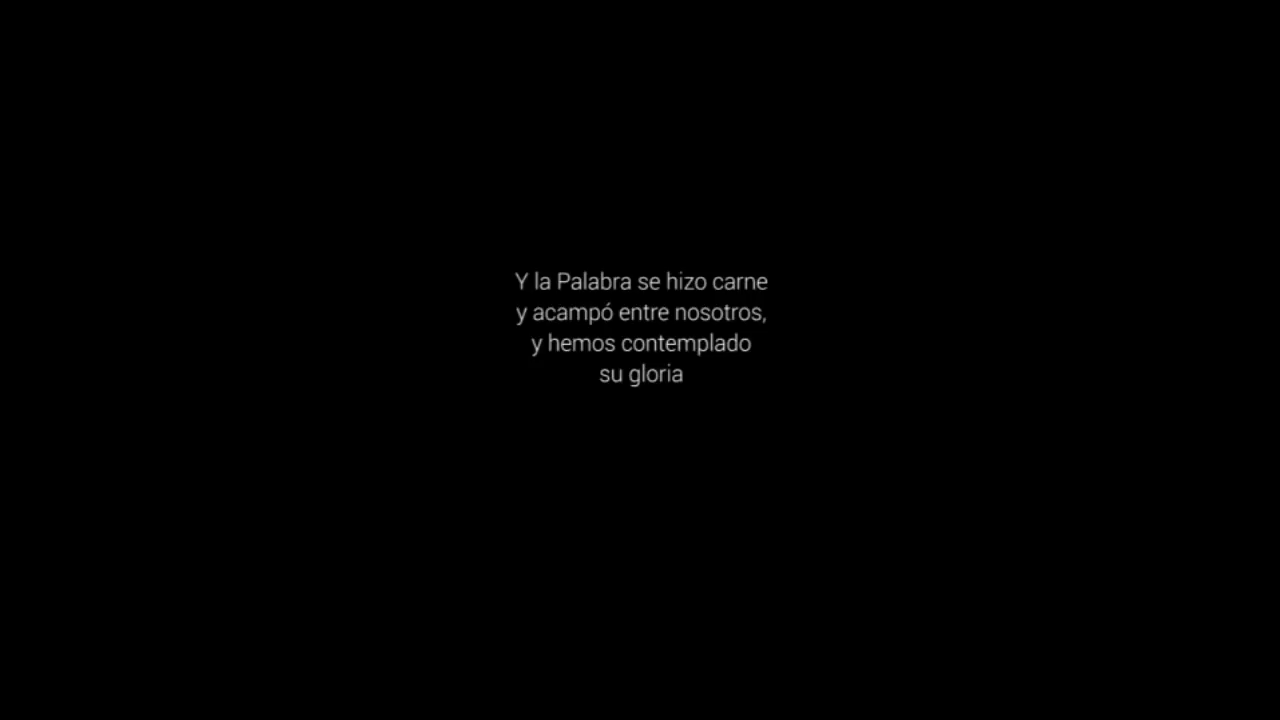 Y la Palabra se hizo carne
y acampó entre nosotros,
y hemos contemplado
su gloria